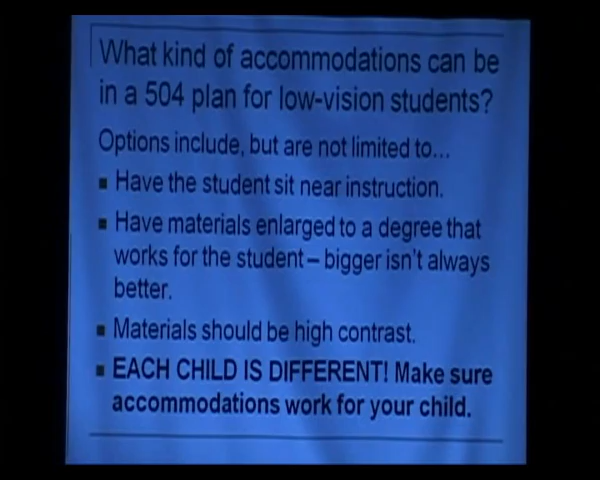 What kind of accommodations can be
in a 504 plan for low-vision students?
Options include, but are not limited to...
▪ Have the student sit near instruction.
▪ Have materials enlarged to a degree that
works for the student – bigger isn't always
better.
▪ Materials should be high contrast.
▪ EACH CHILD IS DIFFERENT! Make sure
accommodations work for your child.